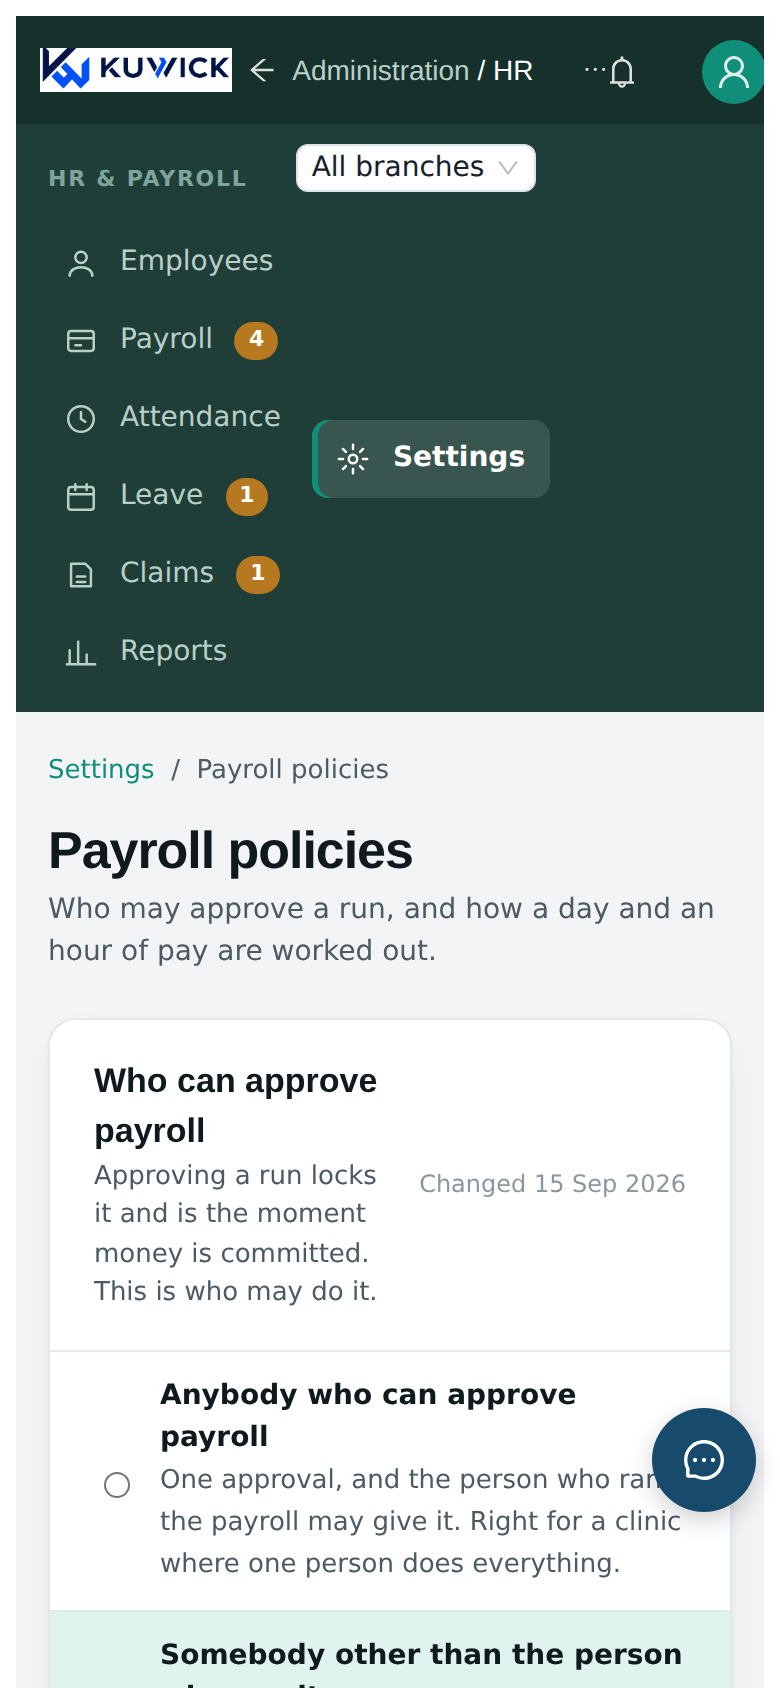 KUWICK
Administration / HR
HR & PAYROLL
All branches
Employees
Payroll 4
Attendance
Leave 1
Claims 1
Reports
Settings
Settings / Payroll policies
Payroll policies
Who may approve a run, and how a day and an
hour of pay are worked out.
Who can approve
payroll
Approving a run locks
it and is the moment
money is committed.
This is who may do it.
Changed 15 Sep 2026
Anybody who can approve
payroll
One approval, and the person who ran
the payroll may give it. Right for a clinic
where one person does everything.
Somebody other than the person